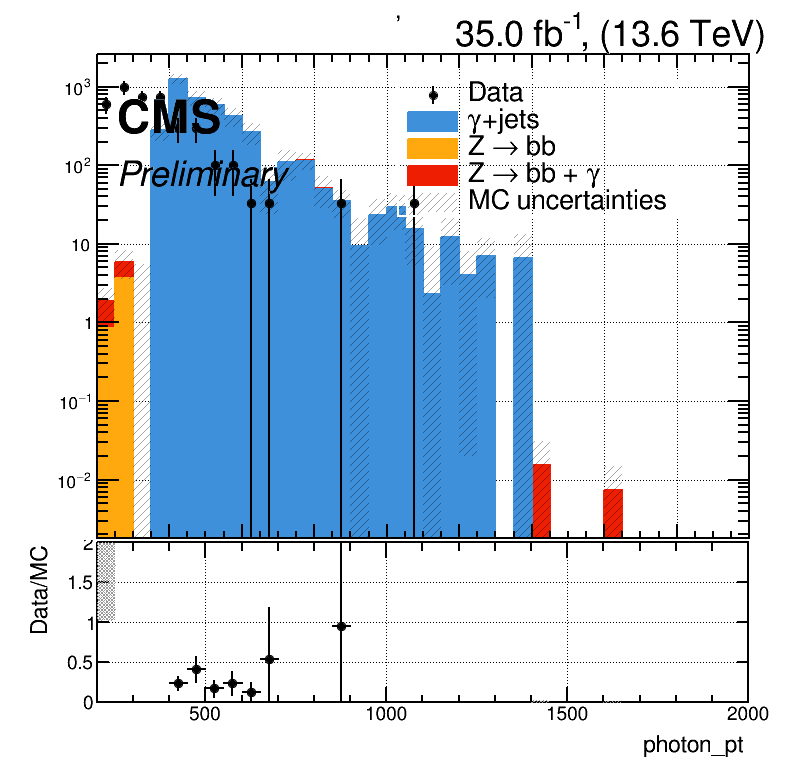 ,
35.0 fb-1, (13.6 TeV)
10³
CMS
Data
γ+jets
Z → bb
10²
Preliminary
Z → bb + γ
MC uncertainties
10
1
10⁻¹
10⁻²
Data/MC
2
1.5
1
0.5
0
500
1000
1500
2000
photon_pt